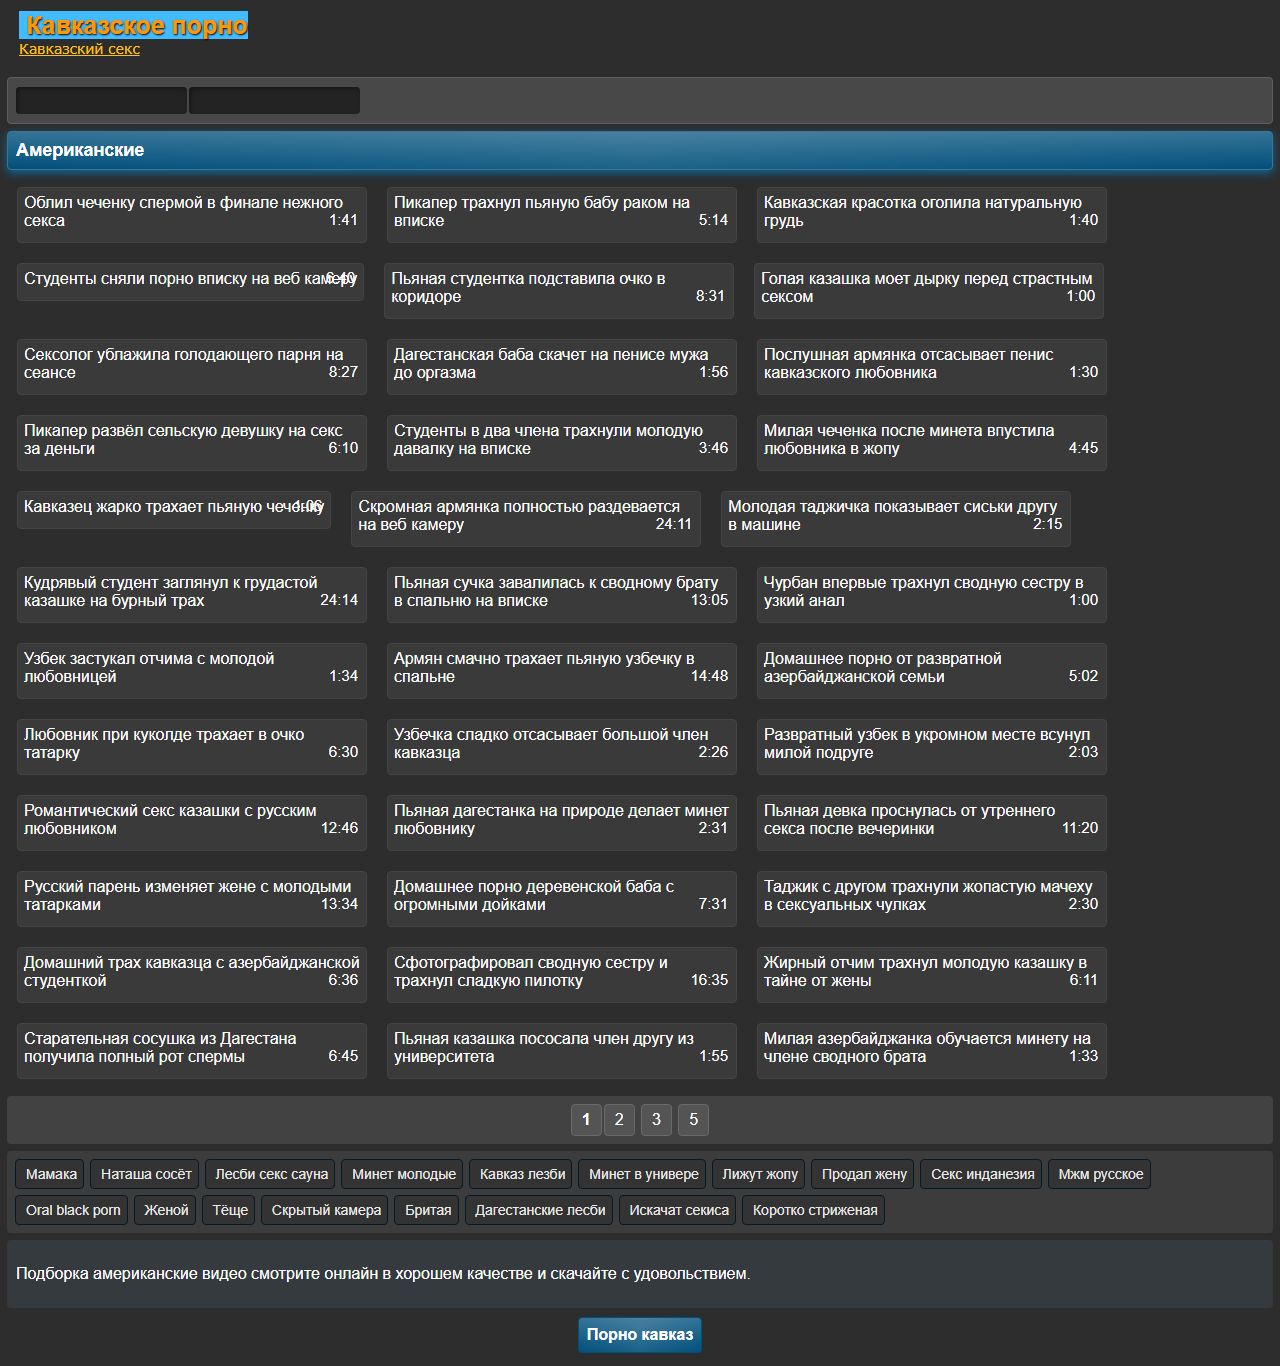 Кавказское порно
Кавказский секс
Американские
Облил чеченку спермой в финале нежного
секса 1:41
Пикапер трахнул пьяную бабу раком на
вписке 5:14
Кавказская красотка оголила натуральную
грудь 1:40
Студенты сняли порно вписку на веб камеру 6:40
Пьяная студентка подставила очко в
коридоре 8:31
Голая казашка моет дырку перед страстным
сексом 1:00
Сексолог ублажила голодающего парня на
сеансе 8:27
Дагестанская баба скачет на пенисе мужа
до оргазма 1:56
Послушная армянка отсасывает пенис
кавказского любовника 1:30
Пикапер развёл сельскую девушку на секс
за деньги 6:10
Студенты в два члена трахнули молодую
давалку на вписке 3:46
Милая чеченка после минета впустила
любовника в жопу 4:45
Кавказец жарко трахает пьяную чеченку 1:06
Скромная армянка полностью раздевается
на веб камеру 24:11
Молодая таджичка показывает сиськи другу
в машине 2:15
Кудрявый студент заглянул к грудастой
казашке на бурный трах 24:14
Пьяная сучка завалилась к сводному брату
в спальню на вписке 13:05
Чурбан впервые трахнул сводную сестру в
узкий анал 1:00
Узбек застукал отчима с молодой
любовницей 1:34
Армян смачно трахает пьяную узбечку в
спальне 14:48
Домашнее порно от развратной
азербайджанской семьи 5:02
Любовник при куколде трахает в очко
татарку 6:30
Узбечка сладко отсасывает большой член
кавказца 2:26
Развратный узбек в укромном месте всунул
милой подруге 2:03
Романтический секс казашки с русским
любовником 12:46
Пьяная дагестанка на природе делает минет
любовнику 2:31
Пьяная девка проснулась от утреннего
секса после вечеринки 11:20
Русский парень изменяет жене с молодыми
татарками 13:34
Домашнее порно деревенской баба с
огромными дойками 7:31
Таджик с другом трахнули жопастую мачеху
в сексуальных чулках 2:30
Домашний трах кавказца с азербайджанской
студенткой 6:36
Сфотографировал сводную сестру и
трахнул сладкую пилотку 16:35
Жирный отчим трахнул молодую казашку в
тайне от жены 6:11
Старательная сосушка из Дагестана
получила полный рот спермы 6:45
Пьяная казашка пососала член другу из
университета 1:55
Милая азербайджанка обучается минету на
члене сводного брата 1:33
1 2 3 5
Мамака Наташа сосёт Лесби секс сауна Минет молодые Кавказ лезби Минет в универе Лижут жопу Продал жену Секс инданезия Мжм русское
Oral black porn Женой Тёще Скрытый камера Бритая Дагестанские лесби Искачат секиса Коротко стриженая
Подборка американские видео смотрите онлайн в хорошем качестве и скачайте с удовольствием.
Порно кавказ